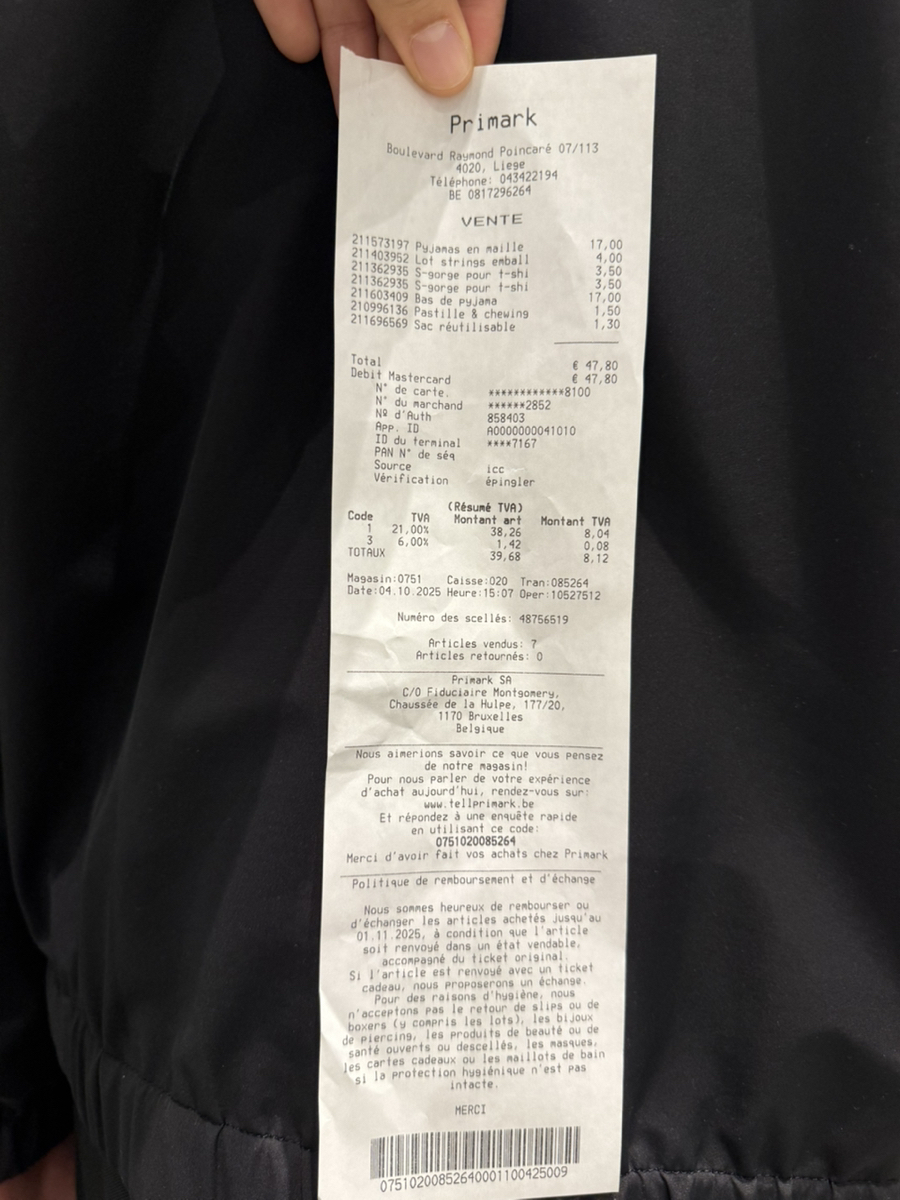 Primark
Boulevard Raymond Poincaré 07/113
4020, Liege
Téléphone: 043422194
BE 0817296264
VENTE
211573197 Pyjamas en maille 17,00
211403952 Lot strings emball 4,00
211362935 S-gorge pour t-shi 3,50
211362935 S-gorge pour t-shi 3,50
211603409 Bas de pyjama 17,00
210996136 Pastille & chewing 1,50
211696569 Sac réutilisable 1,30
Total € 47,80
Debit Mastercard € 47,80
N° de carte. ************8100
N° du marchand ******2852
Nº d'Auth 858403
App. ID A0000000041010
ID du terminal ****7167
PAN N° de séq
Source icc
Vérification épingler
(Résumé TVA)
Code TVA Montant art Montant TVA
1 21,00% 38,26 8,04
3 6,00% 1,42 0,08
TOTAUX 39,68 8,12
Magasin:0751 Caisse:020 Tran:085264
Date:04.10.2025 Heure:15:07 Oper:10527512
Numéro des scellés: 48756519
Articles vendus: 7
Articles retournés: 0
Primark SA
C/O Fiduciaire Montgomery,
Chaussée de la Hulpe, 177/20,
1170 Bruxelles
Belgique
Nous aimerions savoir ce que vous pensez
de notre magasin!
Pour nous parler de votre expérience
d'achat aujourd'hui, rendez-vous sur:
www.tellprimark.be
Et répondez à une enquête rapide
en utilisant ce code:
0751020085264
Merci d'avoir fait vos achats chez Primark
Politique de remboursement et d'échange
Nous sommes heureux de rembourser ou
d'échanger les articles achetés jusqu'au
01.11.2025, à condition que l'article
soit renvoyé dans un état vendable,
accompagné du ticket original.
Si l'article est renvoyé avec un ticket
cadeau, nous proposerons un échange.
Pour des raisons d'hygiène, nous
n'acceptons pas le retour de slips ou de
boxers (y compris les lots), les bijoux
de piercing, les produits de beauté ou de
santé ouverts ou descellés, les masques,
les cartes cadeaux ou les maillots de bain
si la protection hygiénique n'est pas
intacte.
MERCI
07510200852640001100425009